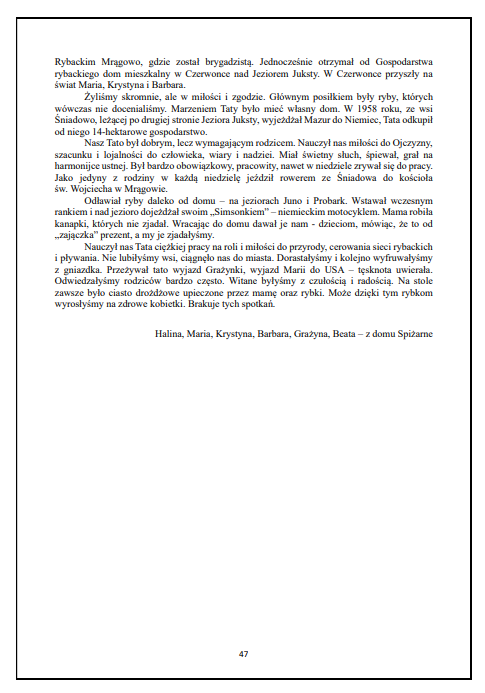 Rybackim Mrągowo, gdzie został brygadzistą. Jednocześnie otrzymał od Gospodarstwa
rybackiego dom mieszkalny w Czerwonce nad Jeziorem Juksty. W Czerwonce przyszły na
świat Maria, Krystyna i Barbara.
Żyliśmy skromnie, ale w miłości i zgodzie. Głównym posiłkiem były ryby, których
wówczas nie docenialiśmy. Marzeniem Taty było mieć własny dom. W 1958 roku, ze wsi
Śniadowo, leżącej po drugiej stronie Jeziora Juksty, wyjeżdżał Mazur do Niemiec, Tata odkupił
od niego 14-hektarowe gospodarstwo.
Nasz Tato był dobrym, lecz wymagającym rodzicem. Nauczył nas miłości do Ojczyzny,
szacunku i lojalności do człowieka, wiary i nadziei. Miał świetny słuch, śpiewał, grał na
harmonijce ustnej. Był bardzo obowiązkowy, pracowity, nawet w niedziele zrywał się do pracy.
Jako jedyny z rodziny w każdą niedzielę jeździł rowerem ze Śniadowa do kościoła
św. Wojciecha w Mrągowie.
Odławiał ryby daleko od domu – na jeziorach Juno i Probark. Wstawał wczesnym
rankiem i nad jezioro dojeżdżał swoim „Simsonkiem” – niemieckim motocyklem. Mama robiła
kanapki, których nie zjadał. Wracając do domu dawał je nam - dzieciom, mówiąc, że to od
„zajączka” prezent, a my je zjadałyśmy.
Nauczył nas Tata ciężkiej pracy na roli i miłości do przyrody, cerowania sieci rybackich
i pływania. Nie lubiłyśmy wsi, ciągnęło nas do miasta. Dorastałyśmy i kolejno wyfruwałyśmy
z gniazdka. Przeżywał tato wyjazd Grażynki, wyjazd Marii do USA – tęsknota uwierała.
Odwiedzałyśmy rodziców bardzo często. Witane byłyśmy z czułością i radością. Na stole
zawsze było ciasto drożdżowe upieczone przez mamę oraz rybki. Może dzięki tym rybkom
wyrosłyśmy na zdrowe kobietki. Brakuje tych spotkań.
Halina, Maria, Krystyna, Barbara, Grażyna, Beata – z domu Spiżarne
47